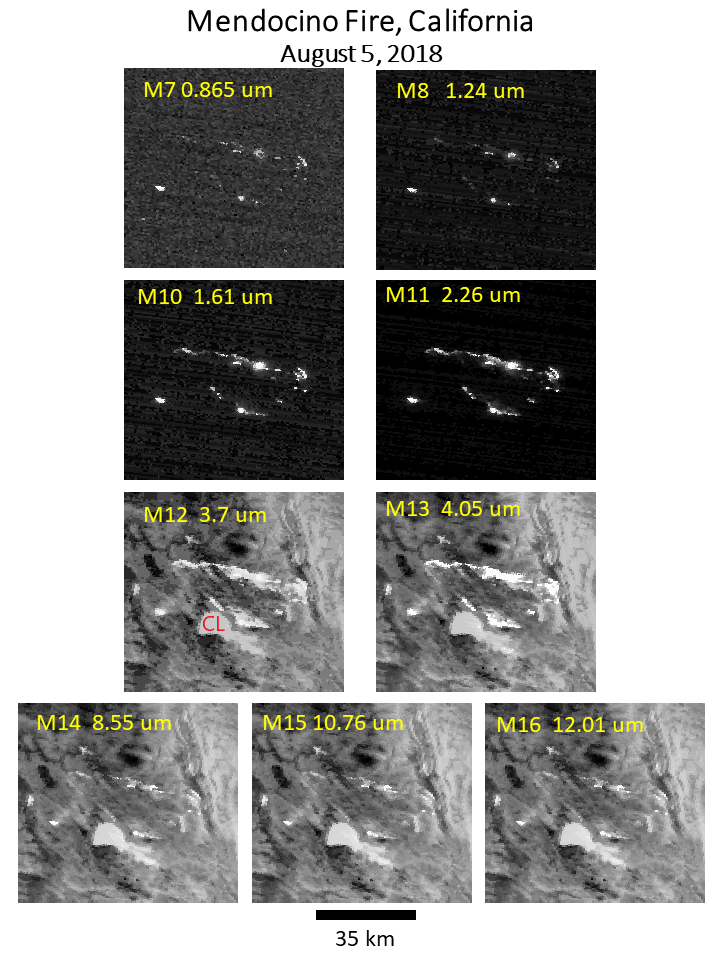 Mendocino Fire, California
August 5, 2018
M7 0.865 um
M8 1.24 um
M10 1.61 um
M11 2.26 um
M12 3.7 um
M13 4.05 um
CL
M14 8.55 um
M15 10.76 um
M16 12.01 um
35 km